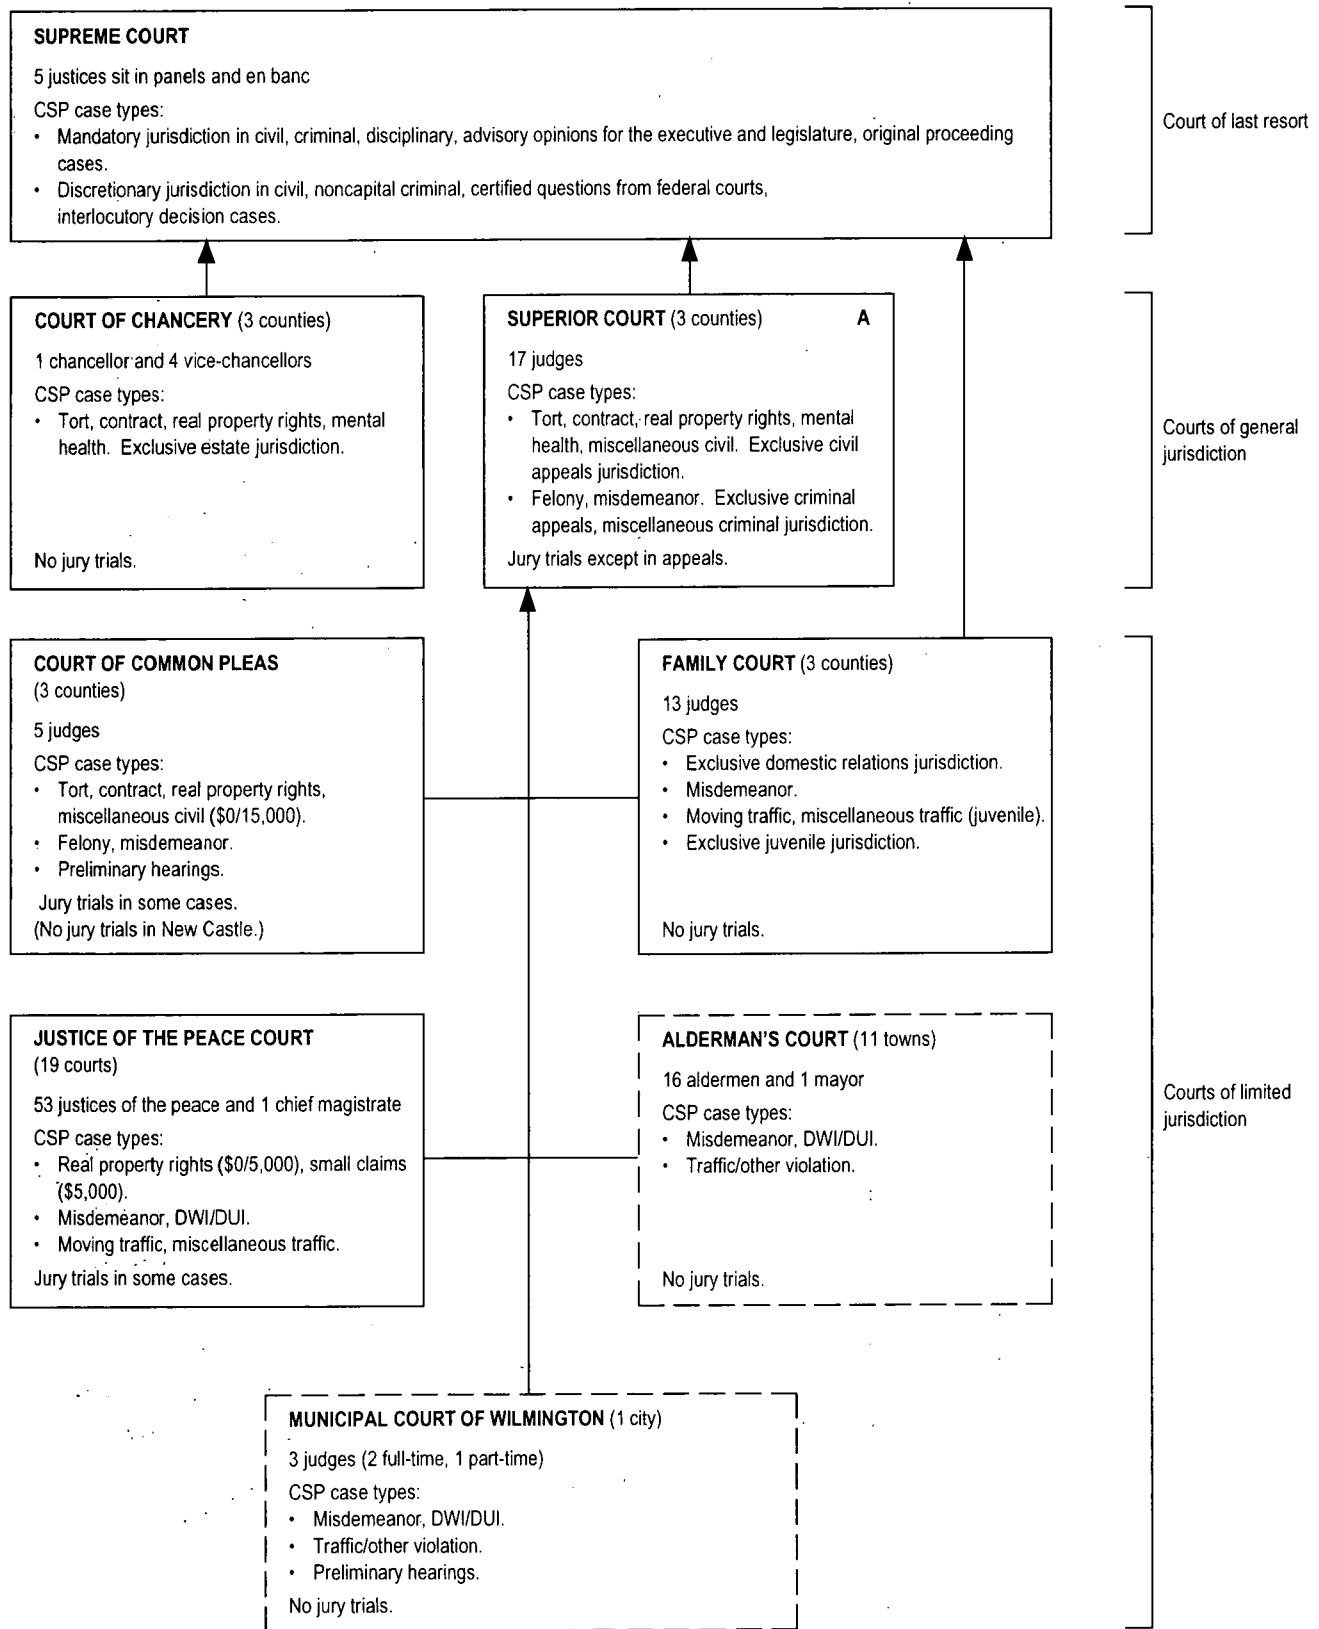 SUPREME COURT
5 justices sit in panels and en banc
CSP case types:
• Mandatory jurisdiction in civil, criminal, disciplinary, advisory opinions for the executive and legislature, original proceeding
cases.
• Discretionary jurisdiction in civil, noncapital criminal, certified questions from federal courts,
interlocutory decision cases.
Court of last resort
COURT OF CHANCERY (3 counties)
1 chancellor and 4 vice-chancellors
CSP case types:
• Tort, contract, real property rights, mental
health. Exclusive estate jurisdiction.
No jury trials.
SUPERIOR COURT (3 counties) A
17 judges
CSP case types:
• Tort, contract, real property rights, mental
health, miscellaneous civil. Exclusive civil
appeals jurisdiction.
• Felony, misdemeanor. Exclusive criminal
appeals, miscellaneous criminal jurisdiction.
Jury trials except in appeals.
Courts of general
jurisdiction
COURT OF COMMON PLEAS
(3 counties)
5 judges
CSP case types:
• Tort, contract, real property rights,
miscellaneous civil ($0/15,000).
• Felony, misdemeanor.
• Preliminary hearings.
Jury trials in some cases.
(No jury trials in New Castle.)
FAMILY COURT (3 counties)
13 judges
CSP case types:
• Exclusive domestic relations jurisdiction.
• Misdemeanor.
• Moving traffic, miscellaneous traffic (juvenile).
• Exclusive juvenile jurisdiction.
No jury trials.
JUSTICE OF THE PEACE COURT
(19 courts)
53 justices of the peace and 1 chief magistrate
CSP case types:
• Real property rights ($0/5,000), small claims
($5,000).
• Misdemeanor, DWI/DUI.
• Moving traffic, miscellaneous traffic.
Jury trials in some cases.
ALDERMAN'S COURT (11 towns)
16 aldermen and 1 mayor
CSP case types:
• Misdemeanor, DWI/DUI.
• Traffic/other violation.
No jury trials.
Courts of limited
jurisdiction
MUNICIPAL COURT OF WILMINGTON (1 city)
3 judges (2 full-time, 1 part-time)
CSP case types:
• Misdemeanor, DWI/DUI.
• Traffic/other violation.
• Preliminary hearings.
No jury trials.